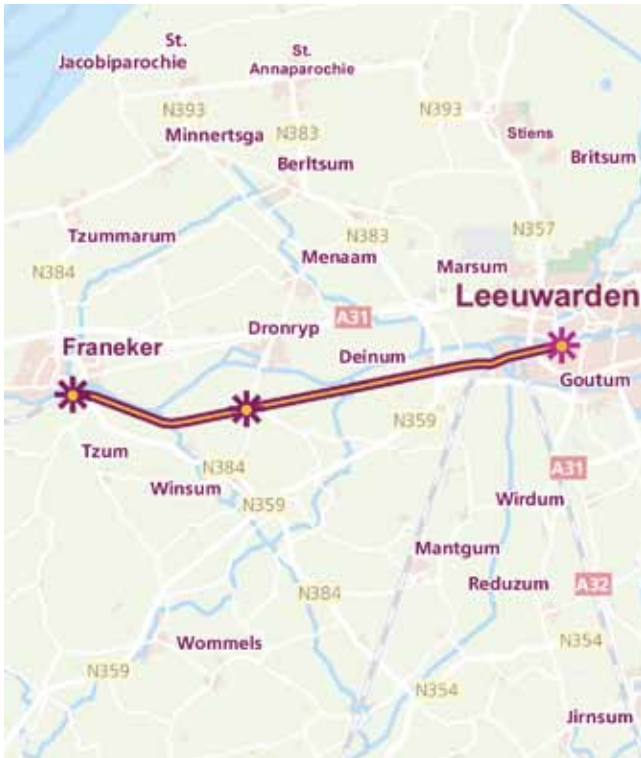 St.
Jacobiparochie
St.
Annaparochie
N393
N393
Minnertsga
N383
Stiens
Berltsum
Britsum
Tzummarum
N357
N383
Menaam
N384
Marsum
Leeuwarden
A31
Dronryp
Franeker
Deinum
Goutum
N359
Tzum
N384
A31
Winsum
Wirdum
N359
Mantgum
Reduzum
A32
N384
Wommels
N354
N359
N354
Jirnsum